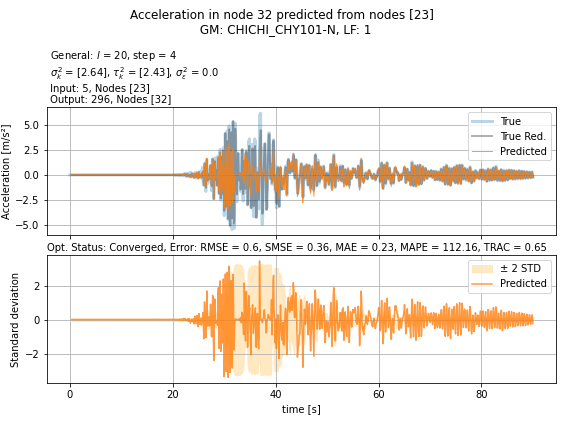 Acceleration in node 32 predicted from nodes [23]
GM: CHICHI_CHY101-N, LF: 1
General: l = 20, step = 4
σ²ₖ = [2.64], τ²ₖ = [2.43], σ²ε = 0.0
Input: 5, Nodes [23]
Output: 296, Nodes [32]
Acceleration [m/s²]
5.0
2.5
0.0
−2.5
−5.0
True
True Red.
Predicted
Opt. Status: Converged, Error: RMSE = 0.6, SMSE = 0.36, MAE = 0.23, MAPE = 112.16, TRAC = 0.65
Standard deviation
2
0
−2
± 2 STD
Predicted
0
20
40
60
80
time [s]